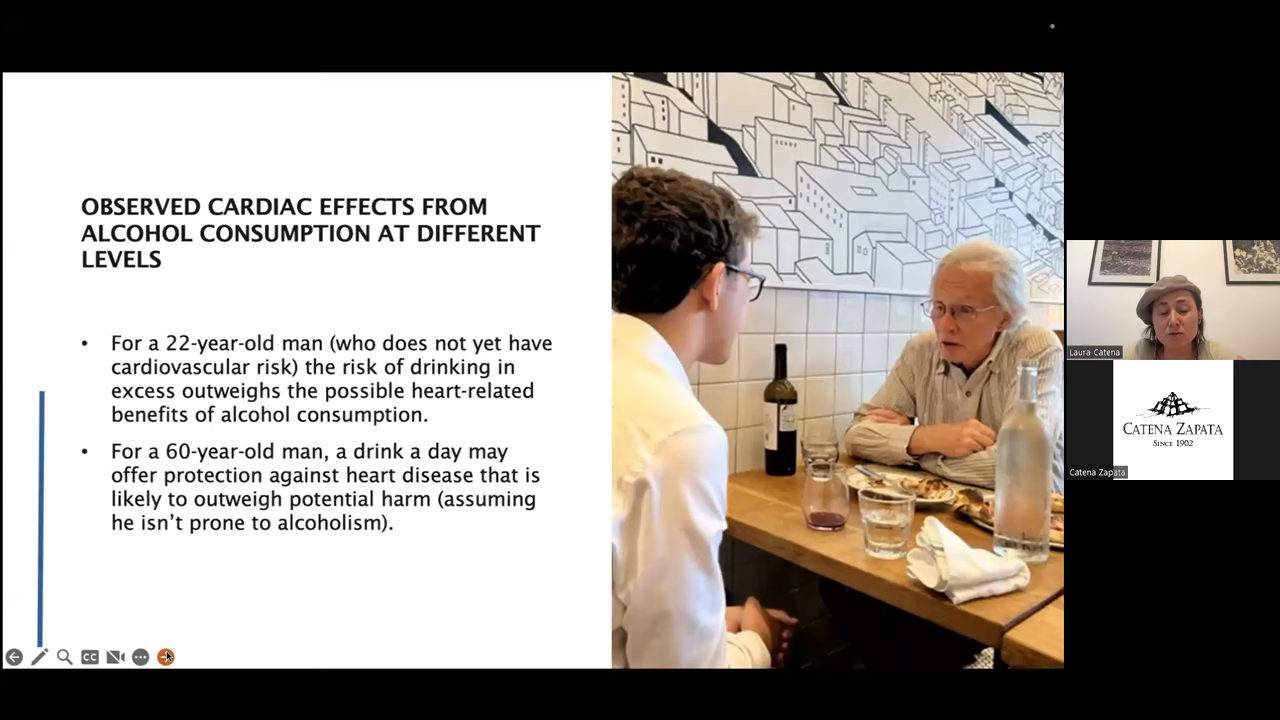 OBSERVED CARDIAC EFFECTS FROM
ALCOHOL CONSUMPTION AT DIFFERENT
LEVELS
• For a 22-year-old man (who does not yet have
cardiovascular risk) the risk of drinking in
excess outweighs the possible heart-related
benefits of alcohol consumption.
• For a 60-year-old man, a drink a day may
offer protection against heart disease that is
likely to outweigh potential harm (assuming
he isn't prone to alcoholism).
CC
Laura Catena
CATENA ZAPATA
SINCE 1902
Catena Zapata